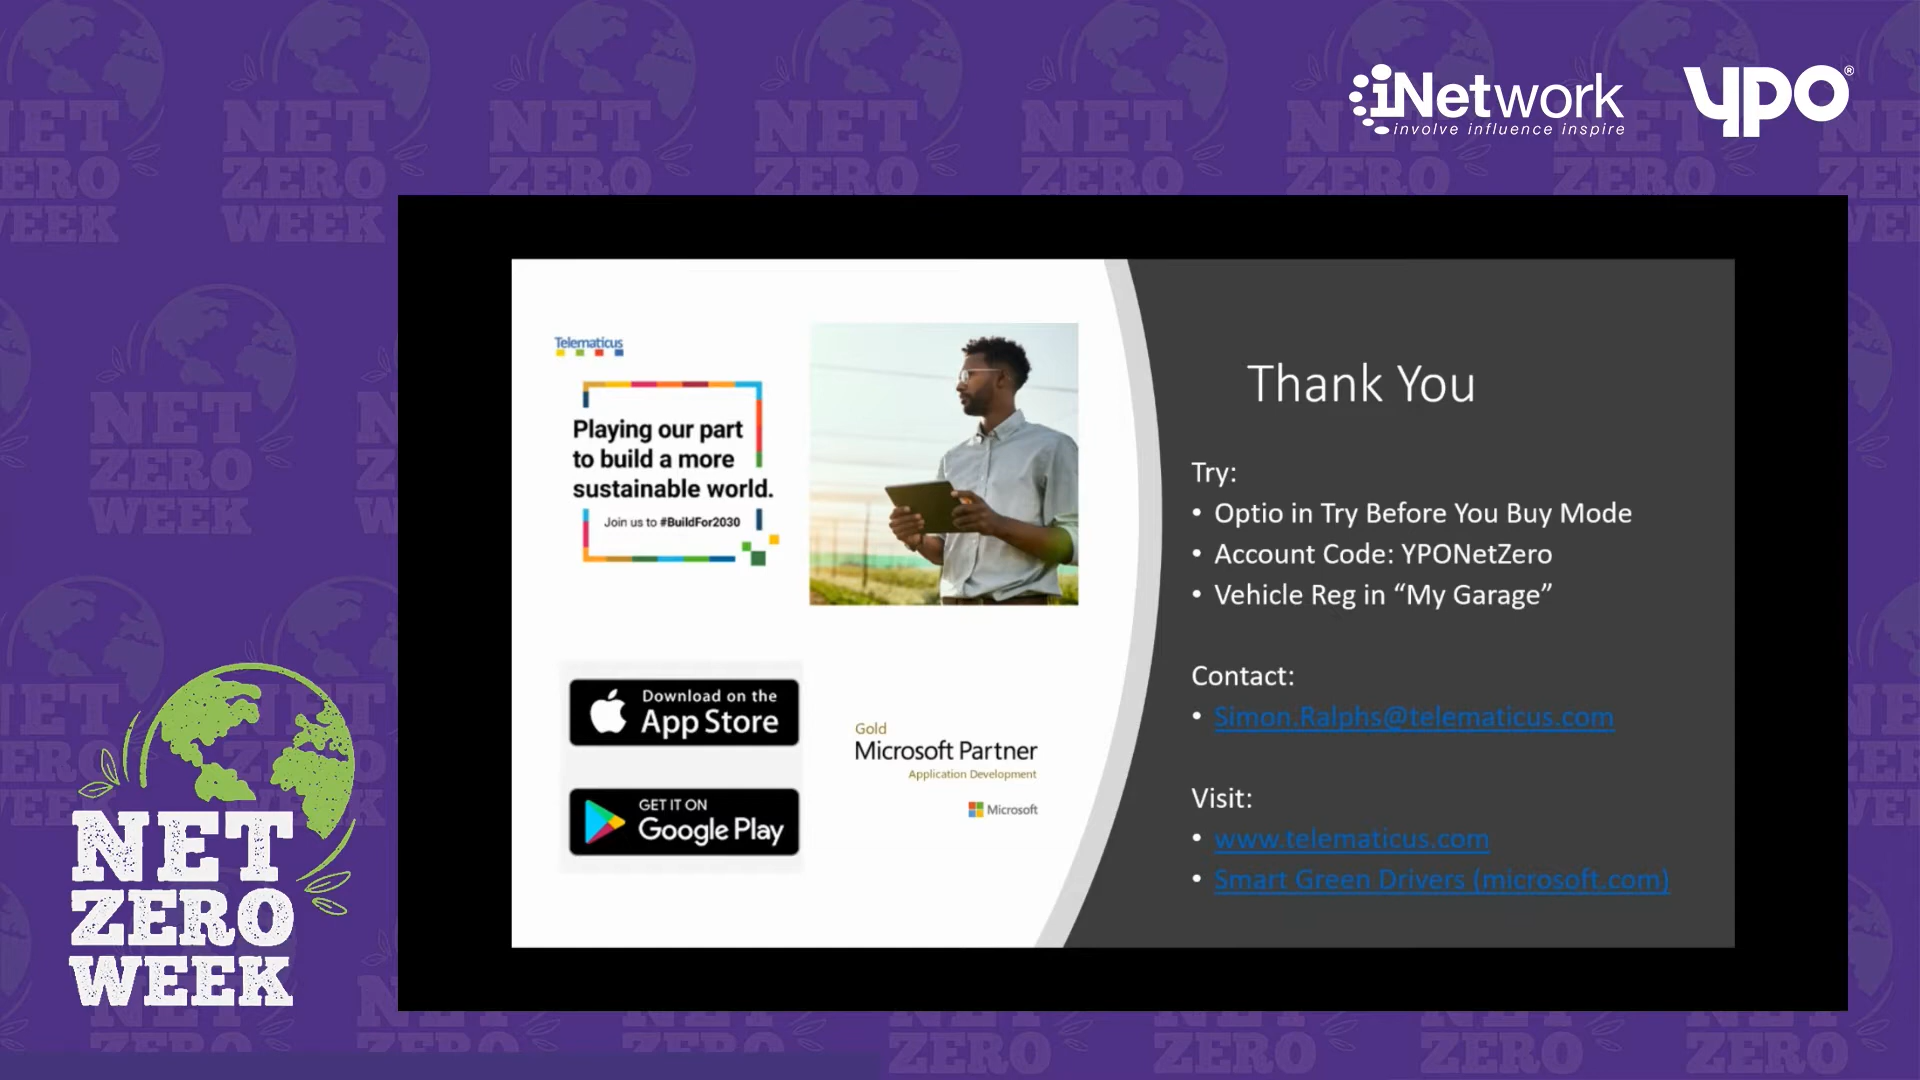 iNetwork
involve influence inspire
YPO®
Telematicus
Playing our part
to build a more
sustainable world.
Join us to #BuildFor2030
Download on the
App Store
GET IT ON
Google Play
Gold
Microsoft Partner
Application Development
Microsoft
Thank You
Try:
• Optio in Try Before You Buy Mode
• Account Code: YPONetZero
• Vehicle Reg in “My Garage”
Contact:
• Simon.Ralphs@telematicus.com
Visit:
• www.telematicus.com
• Smart Green Drivers (microsoft.com)
NET
ZERO
WEEK